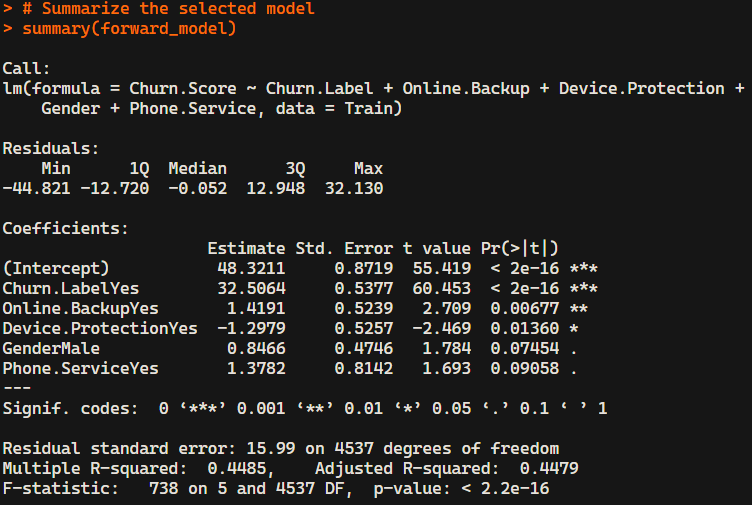 > # Summarize the selected model
> summary(forward_model)
Call:
lm(formula = Churn.Score ~ Churn.Label + Online.Backup + Device.Protection +
    Gender + Phone.Service, data = Train)
Residuals:
    Min      1Q  Median      3Q     Max
-44.821 -12.720  -0.052  12.948  32.130
Coefficients:
                     Estimate Std. Error t value Pr(>|t|)
(Intercept)           48.3211     0.8719  55.419  < 2e-16 ***
Churn.LabelYes        32.5064     0.5377  60.453  < 2e-16 ***
Online.BackupYes       1.4191     0.5239   2.709  0.00677 **
Device.ProtectionYes  -1.2979     0.5257  -2.469  0.01360 *
GenderMale             0.8466     0.4746   1.784  0.07454 .
Phone.ServiceYes       1.3782     0.8142   1.693  0.09058 .
---
Signif. codes:  0 ‘***’ 0.001 ‘**’ 0.01 ‘*’ 0.05 ‘.’ 0.1 ‘ ’ 1
Residual standard error: 15.99 on 4537 degrees of freedom
Multiple R-squared:  0.4485,    Adjusted R-squared:  0.4479
F-statistic:   738 on 5 and 4537 DF,  p-value: < 2.2e-16